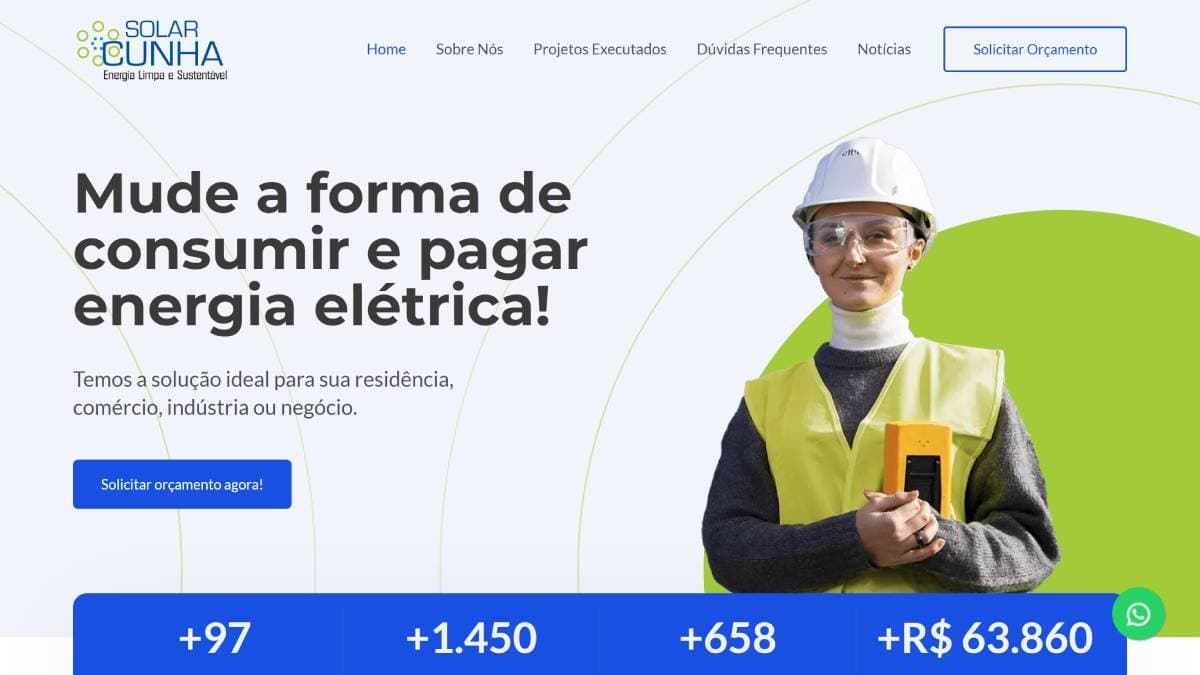 SOLAR
CUNHA
Energia Limpa e Sustentável
Home
Sobre Nós
Projetos Executados
Dúvidas Frequentes
Notícias
Solicitar Orçamento
Mude a forma de
consumir e pagar
energia elétrica!
Temos a solução ideal para sua residência,
comércio, indústria ou negócio.
Solicitar orçamento agora!
+97
+1.450
+658
+R$ 63.860